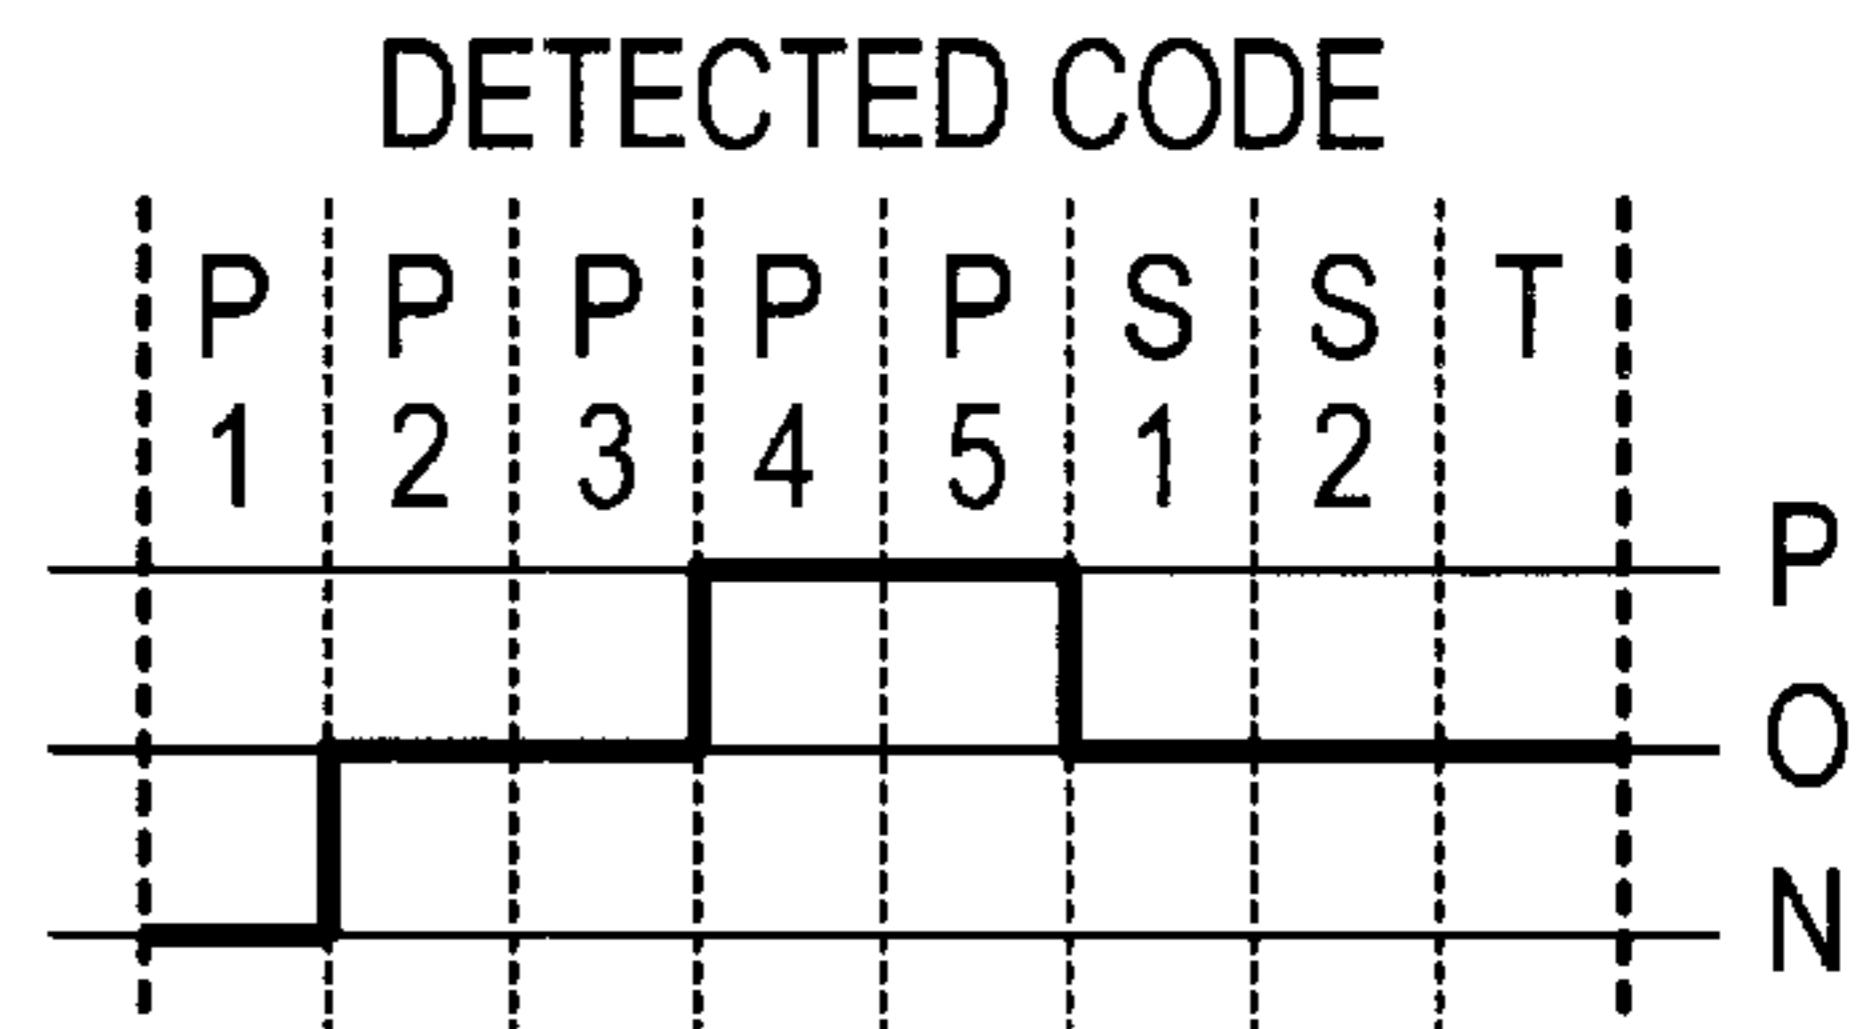 DETECTED CODE
P P P P P S S T
1 2 3 4 5 1 2
P
O
N